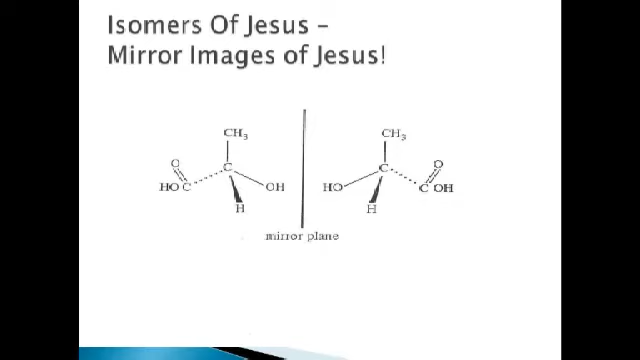 Isomers Of Jesus –
Mirror Images of Jesus!
CH3 CH3
O C C O
HO C OH HO C OH
H H
mirror plane